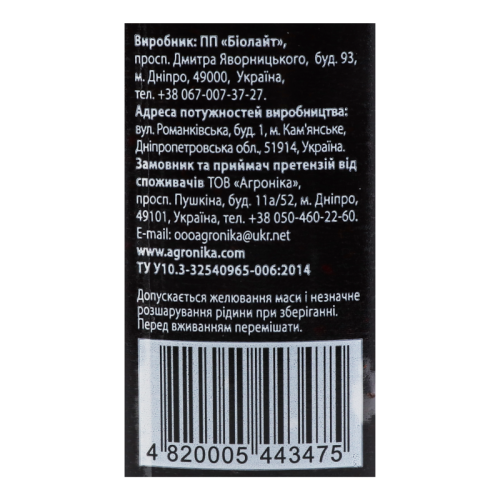 Виробник: ПП «Біолайт»,
просп. Дмитра Яворницького, буд. 93,
м. Дніпро, 49000, Україна,
тел. +38 067-007-37-27.
Адреса потужностей виробництва:
вул. Романківська, буд. 1, м. Кам'янське,
Дніпропетровська обл., 51914, Україна.
Замовник та приймач претензій від
споживачів ТОВ «Агроніка»,
просп. Пушкіна, буд. 11а/52, м. Дніпро,
49101, Україна, тел. +38 050-460-22-60.
E-mail: oooagronika@ukr.net
www.agronika.com
ТУ У10.3-32540965-006:2014
Допускається желювання маси і незначне
розшарування рідини при зберіганні.
Перед вживанням перемішати.
4 820005 443475